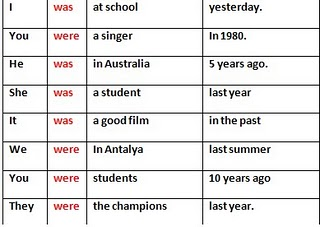 I was at school yesterday.
You were a singer In 1980.
He was in Australia 5 years ago.
She was a student last year
It was a good film in the past
We were In Antalya last summer
You were students 10 years ago
They were the champions last year.